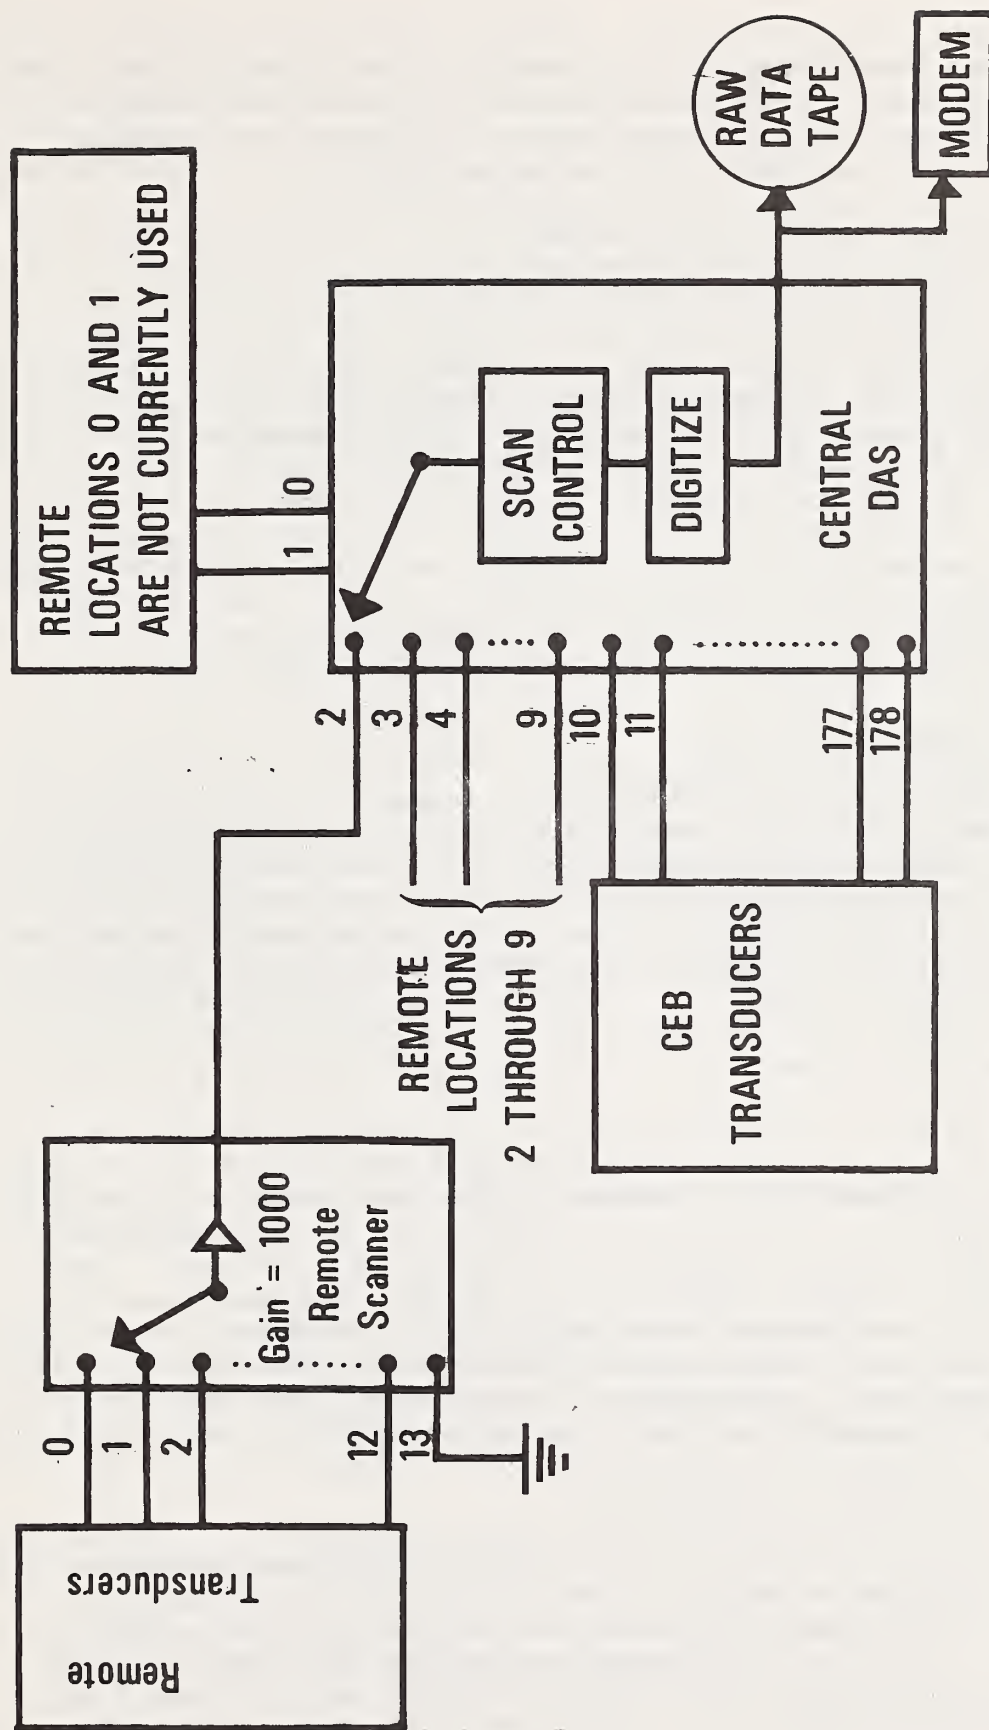 REMOTE
LOCATIONS 0 AND 1
ARE NOT CURRENTLY USED
1
0
Remote
Transducers
0
1
2
12
13
Gain = 1000
Remote
Scanner
2
3
4
9
10
11
177
178
REMOTE
LOCATIONS
2 THROUGH 9
CEB
TRANSDUCERS
SCAN
CONTROL
DIGITIZE
CENTRAL
DAS
RAW
DATA
TAPE
MODEM